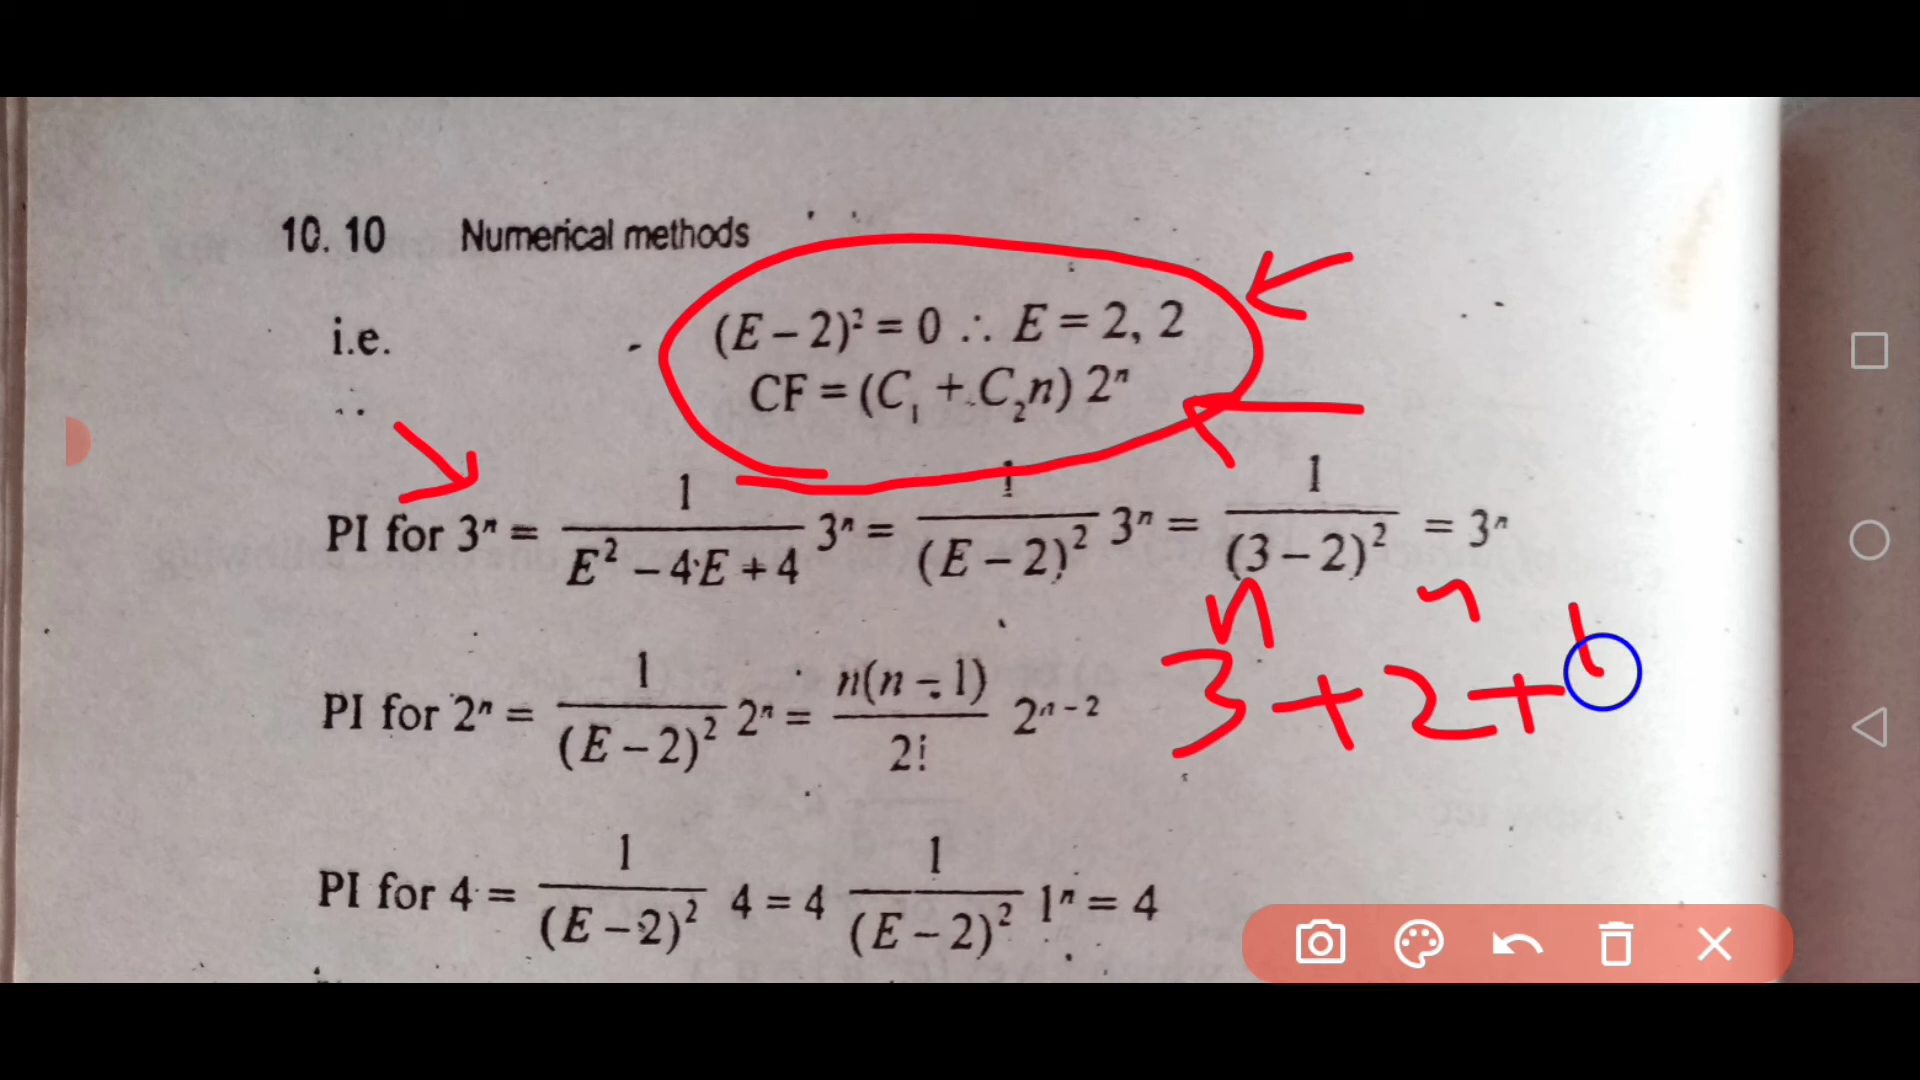 10.10 Numerical methods
i.e. (E – 2)² = 0 ∴ E = 2, 2
∴ CF = (C₁ + C₂n) 2ⁿ
PI for 3ⁿ = 1/(E² – 4E + 4) 3ⁿ = 1/(E – 2)² 3ⁿ = 1/(3 – 2)² = 3ⁿ
3ⁿ + 2ⁿ +
PI for 2ⁿ = 1/(E – 2)² 2ⁿ = n(n – 1)/2! 2ⁿ⁻²
PI for 4 = 1/(E – 2)² 4 = 4 1/(E – 2)² 1ⁿ = 4